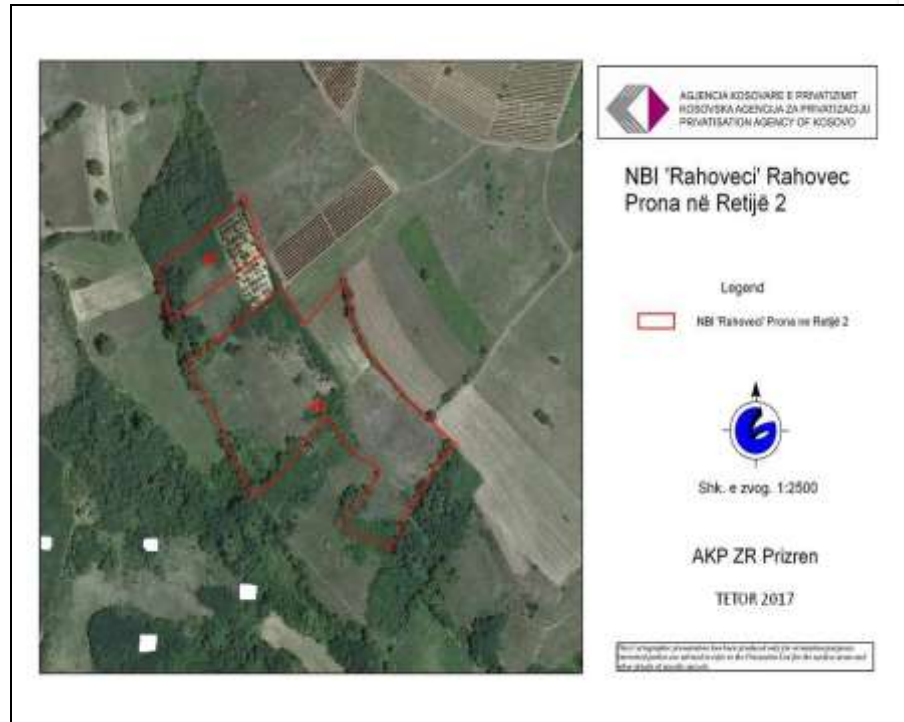 AGJENCIA KOSOVARE E PRIVATIZIMIT
KOSOVSKA AGENCIJA ZA PRIVATIZACIJU
PRIVATISATION AGENCY OF KOSOVO
NBI 'Rahoveci' Rahovec
Prona në Retijë 2
Legend
NBI 'Rahoveci' Prona në Retijë 2
Shk. e zvog. 1:2500
AKP ZR Prizren
TETOR 2017